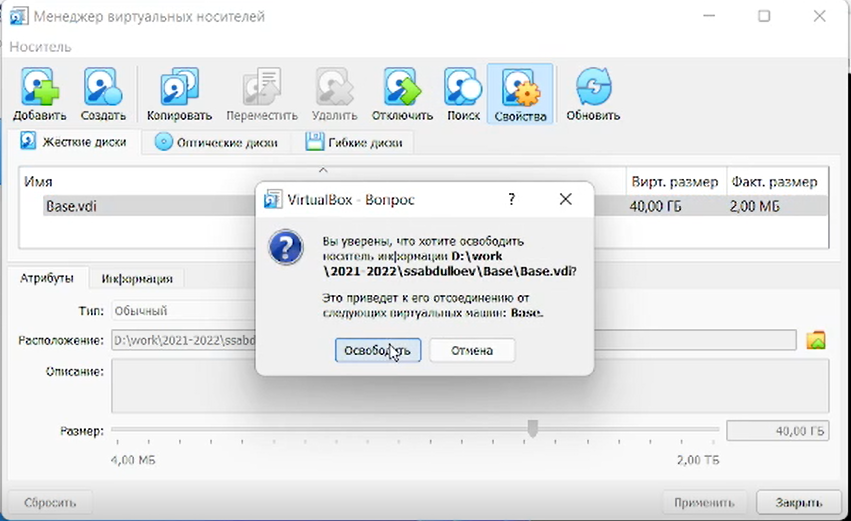 Менеджер виртуальных носителей
Носитель
Добавить Создать Копировать Переместить Удалить Отключить Поиск Свойства Обновить
Жёсткие диски Оптические диски Гибкие диски
Имя Вирт. размер Факт. размер
Base.vdi 40,00 ГБ 2,00 МБ
VirtualBox - Вопрос ?
Вы уверены, что хотите освободить
носитель информации D:\work
\2021-2022\ssabdulloev\Base\Base.vdi?
Это приведет к его отсоединению от
следующих виртуальных машин: Base.
Освободить Отмена
Атрибуты Информация
Тип: Обычный
Расположение: D:\work\2021-2022\ssabd
Описание:
Размер: 40,00 ГБ
4,00 МБ 2,00 ТБ
Сбросить Применить Закрыть